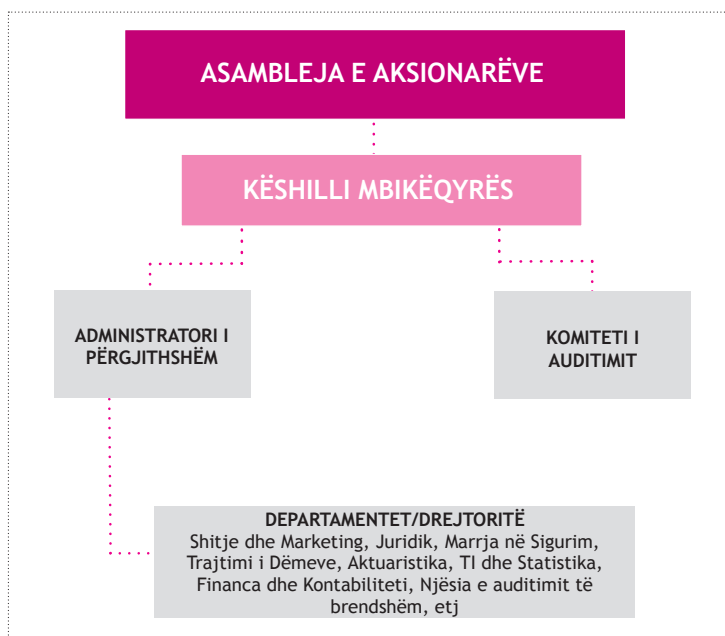 ASAMBLEJA E AKSIONARËVE
KËSHILLI MBIKËQYRËS
ADMINISTRATORI I
PËRGJITHSHËM
KOMITETI I
AUDITIMIT
DEPARTAMENTET/DREJTORITË
Shitje dhe Marketing, Juridik, Marrja në Sigurim,
Trajtimi i Dëmeve, Aktuaristika, TI dhe Statistika,
Financa dhe Kontabiliteti, Njësia e auditimit të
brendshëm, etj